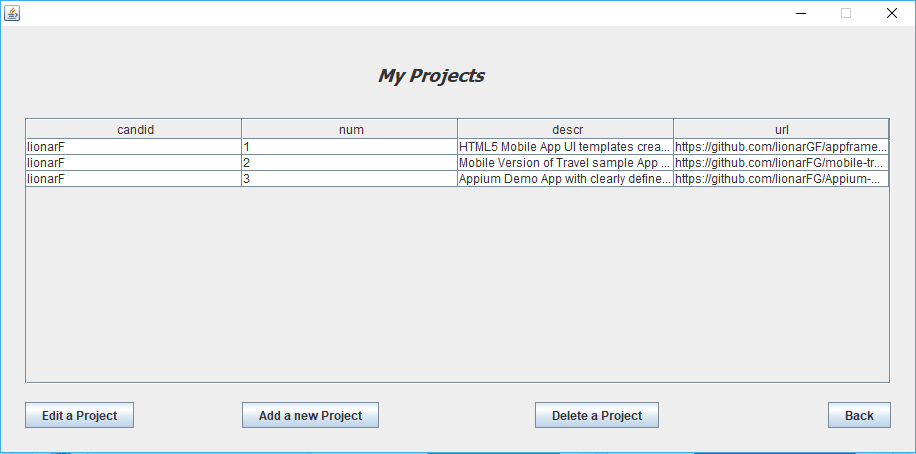 My Projects
candid num descr url
lionarF 1 HTML5 Mobile App UI templates crea... https://github.com/lionarGF/appframe...
lionarF 2 Mobile Version of Travel sample App ... https://github.com/lionarFG/mobile-tr...
lionarF 3 Appium Demo App with clearly define... https://github.com/lionarFG/Appium-...
Edit a Project Add a new Project Delete a Project Back